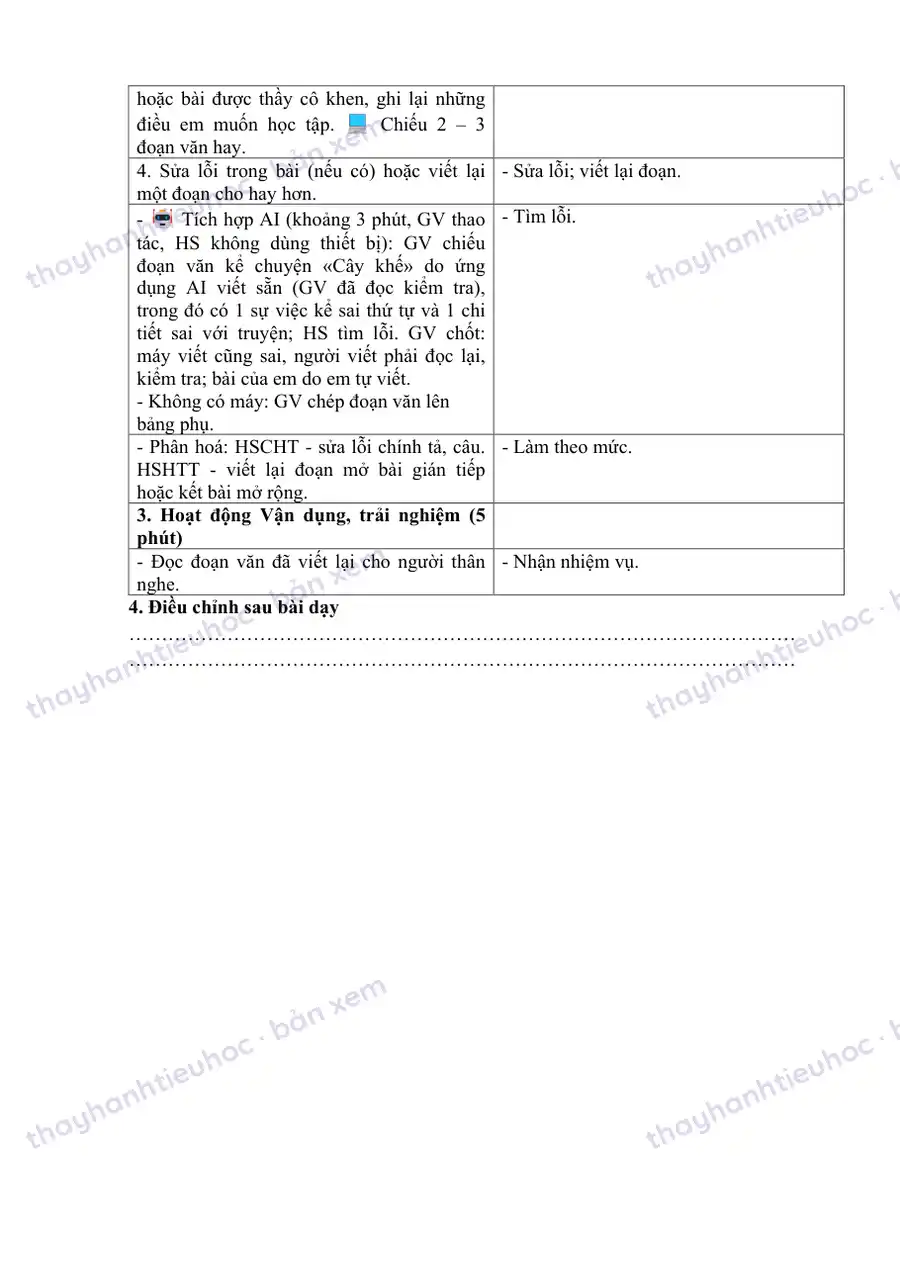 hoặc bài được thầy cô khen, ghi lại những
điều em muốn học tập. Chiếu 2 – 3
đoạn văn hay.
4. Sửa lỗi trong bài (nếu có) hoặc viết lại
một đoạn cho hay hơn.
- Sửa lỗi; viết lại đoạn.
- Tích hợp AI (khoảng 3 phút, GV thao
tác, HS không dùng thiết bị): GV chiếu
đoạn văn kể chuyện «Cây khế» do ứng
dụng AI viết sẵn (GV đã đọc kiểm tra),
trong đó có 1 sự việc kể sai thứ tự và 1 chi
tiết sai với truyện; HS tìm lỗi. GV chốt:
máy viết cũng sai, người viết phải đọc lại,
kiểm tra; bài của em do em tự viết.
- Không có máy: GV chép đoạn văn lên
bảng phụ.
- Tìm lỗi.
- Phân hoá: HSCHT - sửa lỗi chính tả, câu.
HSHTT - viết lại đoạn mở bài gián tiếp
hoặc kết bài mở rộng.
- Làm theo mức.
3. Hoạt động Vận dụng, trải nghiệm (5
phút)
- Đọc đoạn văn đã viết lại cho người thân
nghe.
- Nhận nhiệm vụ.
4. Điều chỉnh sau bài dạy
thayhanhtieuhoc · bản xem
thayhanhtieuhoc · b
thayhanhtieuhoc · bản xem
thayhanhtieuhoc · b
thayhanhtieuhoc · bản xem
thayhanhtieuhoc · b